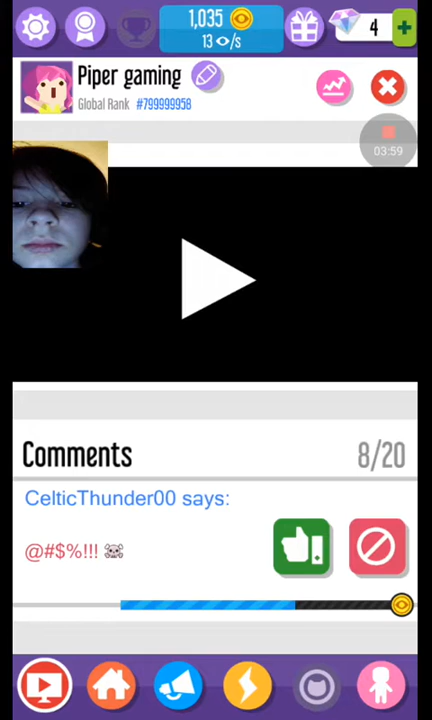 1,035
13 /s
4
Piper gaming
Global Rank #799999958
03:59
Comments 8/20
CelticThunder00 says:
@#$%!!! ☠